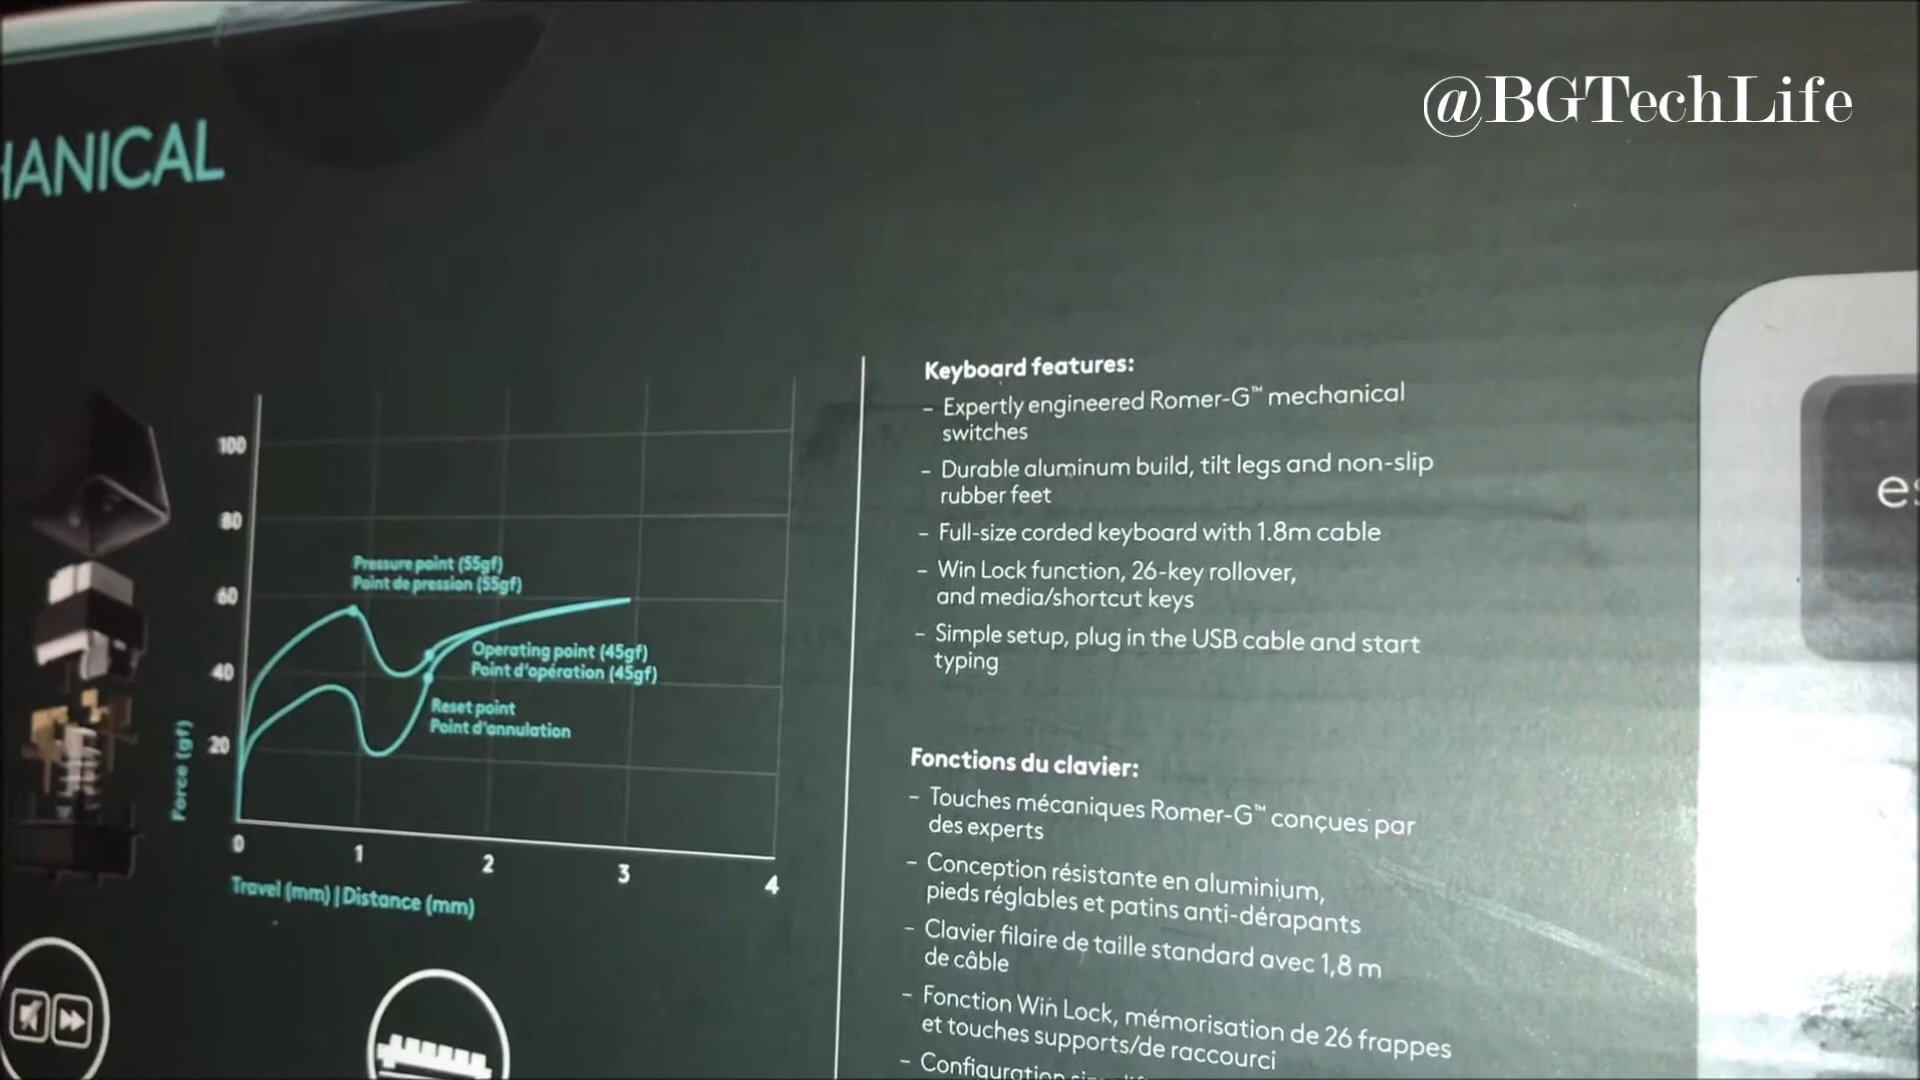 @BGTechLife
HANICAL
100
80
60
40
20
0
1
2
3
4
Force (gf)
Travel (mm) | Distance (mm)
Pressure point (55gf)
Point de pression (55gf)
Operating point (45gf)
Point d'opération (45gf)
Reset point
Point d'annulation
Keyboard features:
– Expertly engineered Romer-G™ mechanical
switches
– Durable aluminum build, tilt legs and non-slip
rubber feet
– Full-size corded keyboard with 1.8m cable
– Win Lock function, 26-key rollover,
and media/shortcut keys
– Simple setup, plug in the USB cable and start
typing
Fonctions du clavier:
– Touches mécaniques Romer-G™ conçues par
des experts
– Conception résistante en aluminium,
pieds réglables et patins anti-dérapants
– Clavier filaire de taille standard avec 1,8 m
de câble
– Fonction Win Lock, mémorisation de 26 frappes
et touches supports/de raccourci
– Configuration
es